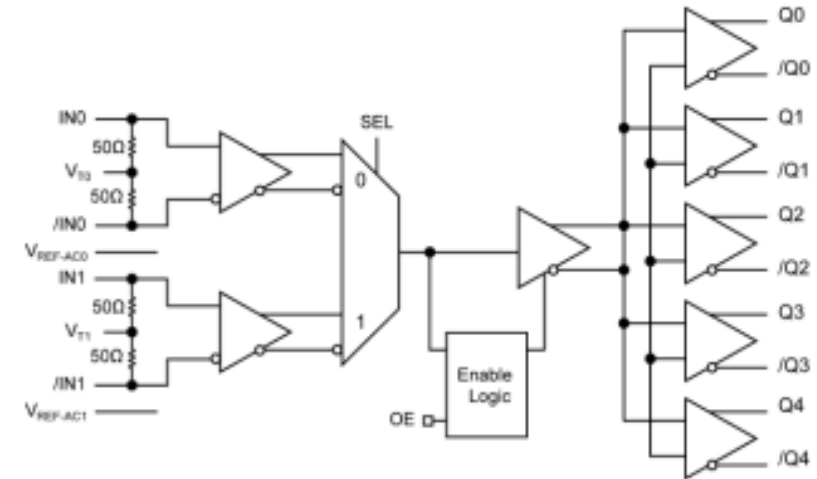 IN0
50Ω
VT0
50Ω
/IN0
VREF-AC0
IN1
50Ω
VT1
50Ω
/IN1
VREF-AC1
SEL
0
1
Enable
Logic
OE
Q0
/Q0
Q1
/Q1
Q2
/Q2
Q3
/Q3
Q4
/Q4